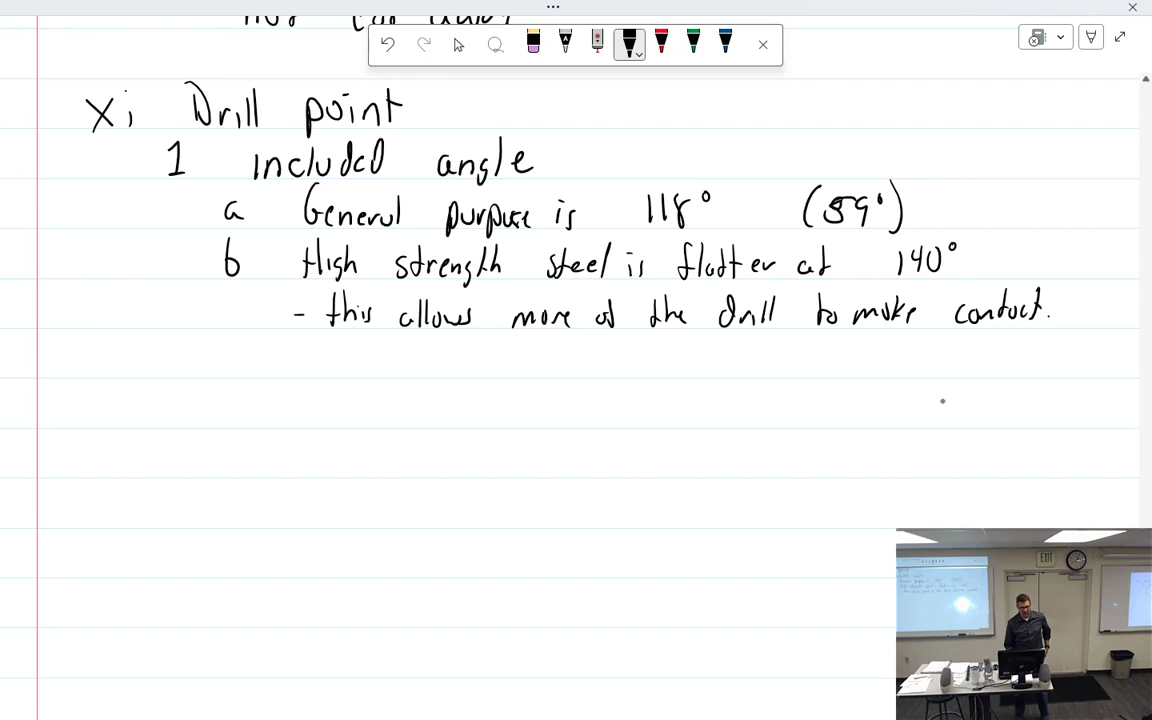 xi Drill point
1 included angle
a General purpose is 118° (59°)
b High strength steel is flatter at 140°
- this allows more of the drill to make contact.
EXIT